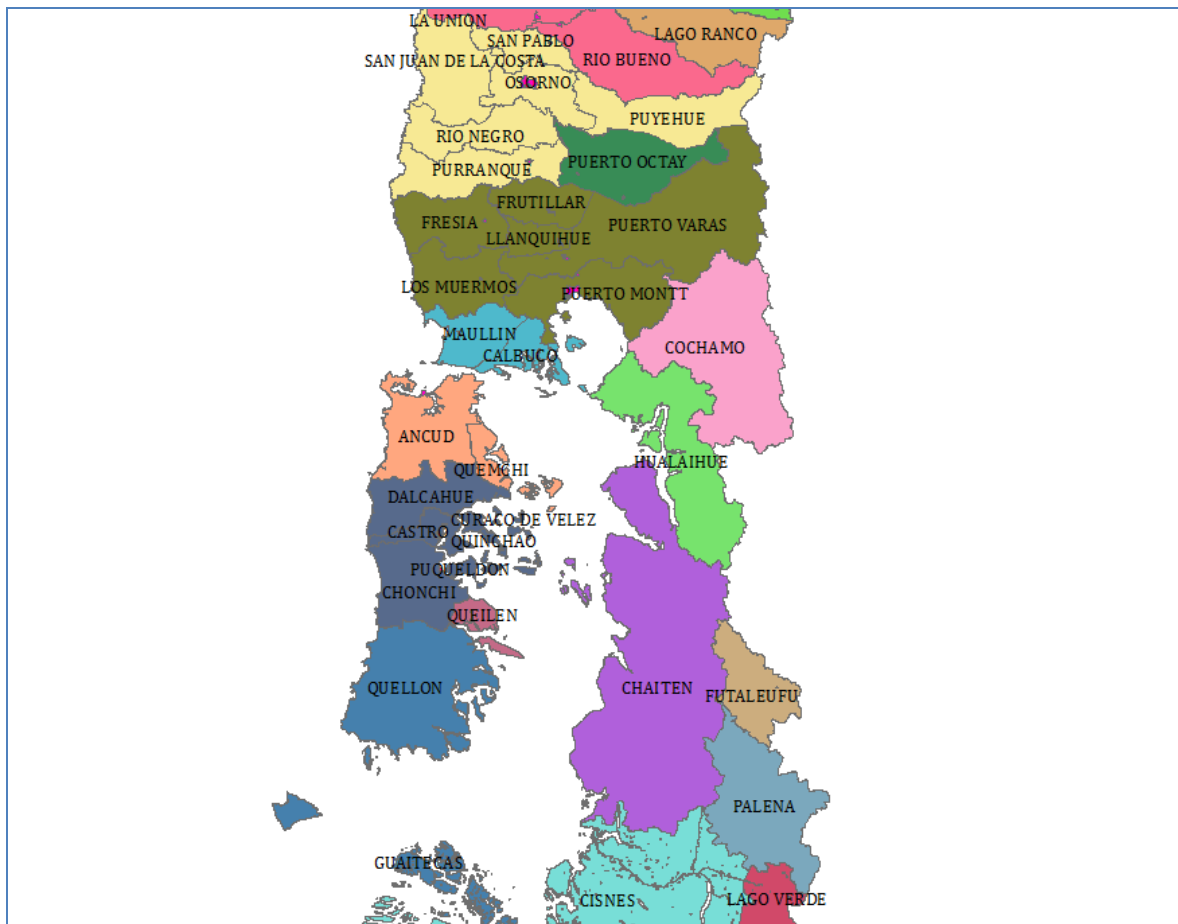 LA UNION
LAGO RANCO
SAN PABLO
SAN JUAN DE LA COSTA
RIO BUENO
OSORNO
PUYEHUE
RIO NEGRO
PUERTO OCTAY
PURRANQUE
FRUTILLAR
FRESIA
PUERTO VARAS
LLANQUIHUE
LOS MUERMOS
PUERTO MONTT
MAULLIN
COCHAMO
CALBUCO
ANCUD
HUALAIHUE
QUEMCHI
DALCAHUE
CURACO DE VELEZ
CASTRO
QUINCHAO
PUQUELDON
CHONCHI
QUEILEN
QUELLON
CHAITEN
FUTALEUFU
PALENA
GUAITECAS
CISNES
LAGO VERDE